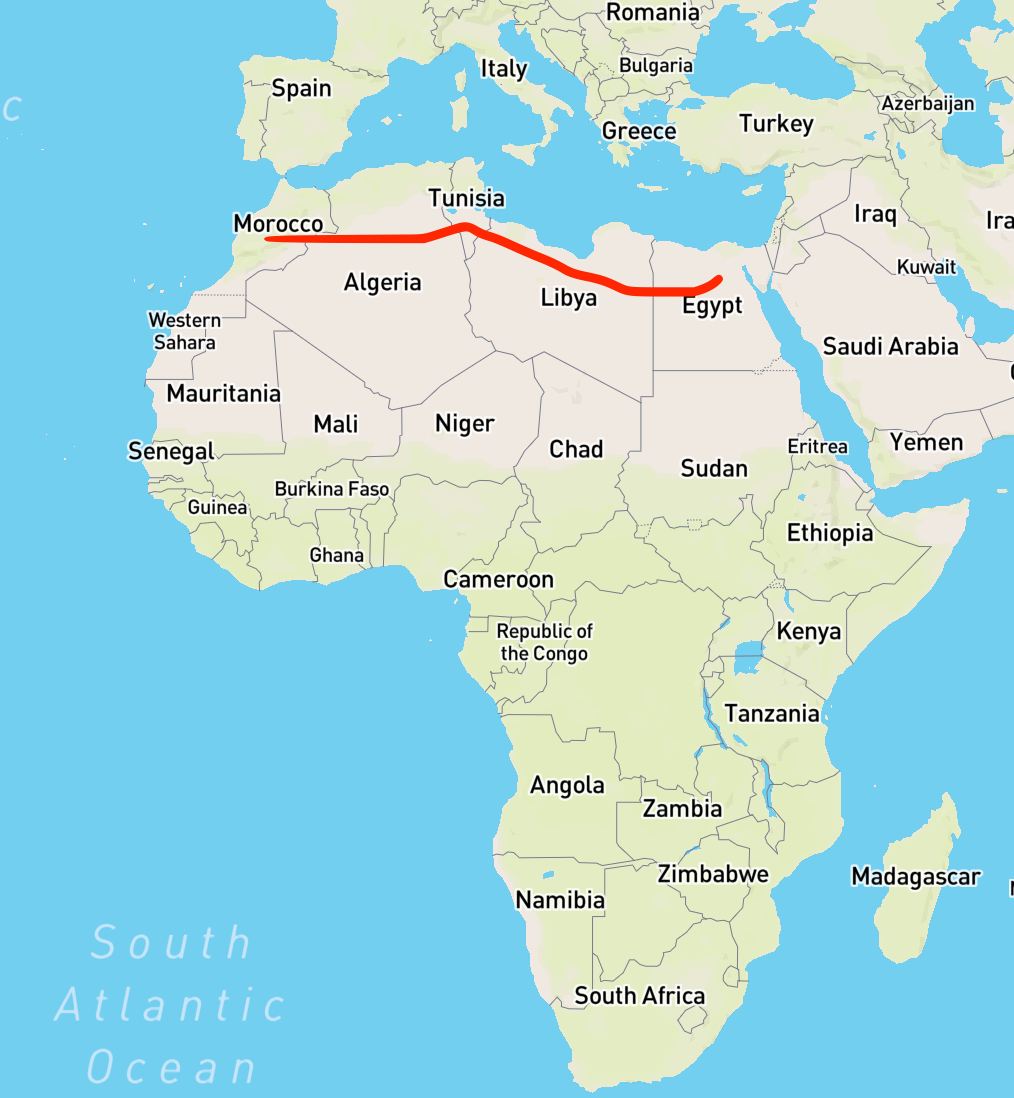 Romania
Italy
Bulgaria
Spain
Azerbaijan
c
Turkey
Greece
Tunisia
Morocco
Iraq
Ira
Kuwait
Algeria
Libya
Egypt
Western
Sahara
Saudi Arabia
Mauritania
Mali
Niger
Chad
Senegal
Eritrea
Yemen
Sudan
Burkina Faso
Guinea
Ethiopia
Ghana
Cameroon
Republic of
the Congo
Kenya
Tanzania
Angola
Zambia
Zimbabwe
Madagascar
Namibia
South
Atlantic
Ocean
South Africa